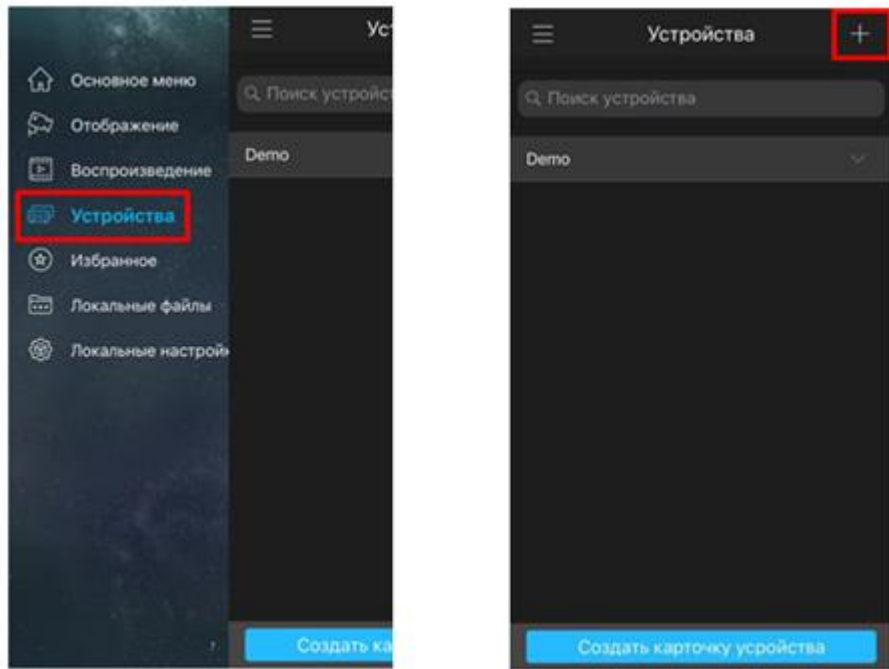 Основное меню
Отображение
Воспроизведение
Устройства
Избранное
Локальные файлы
Локальные настрой
Ус
Поиск устройст
Demo
Создать ка
Устройства
Поиск устройства
Demo
Создать карточку усройства